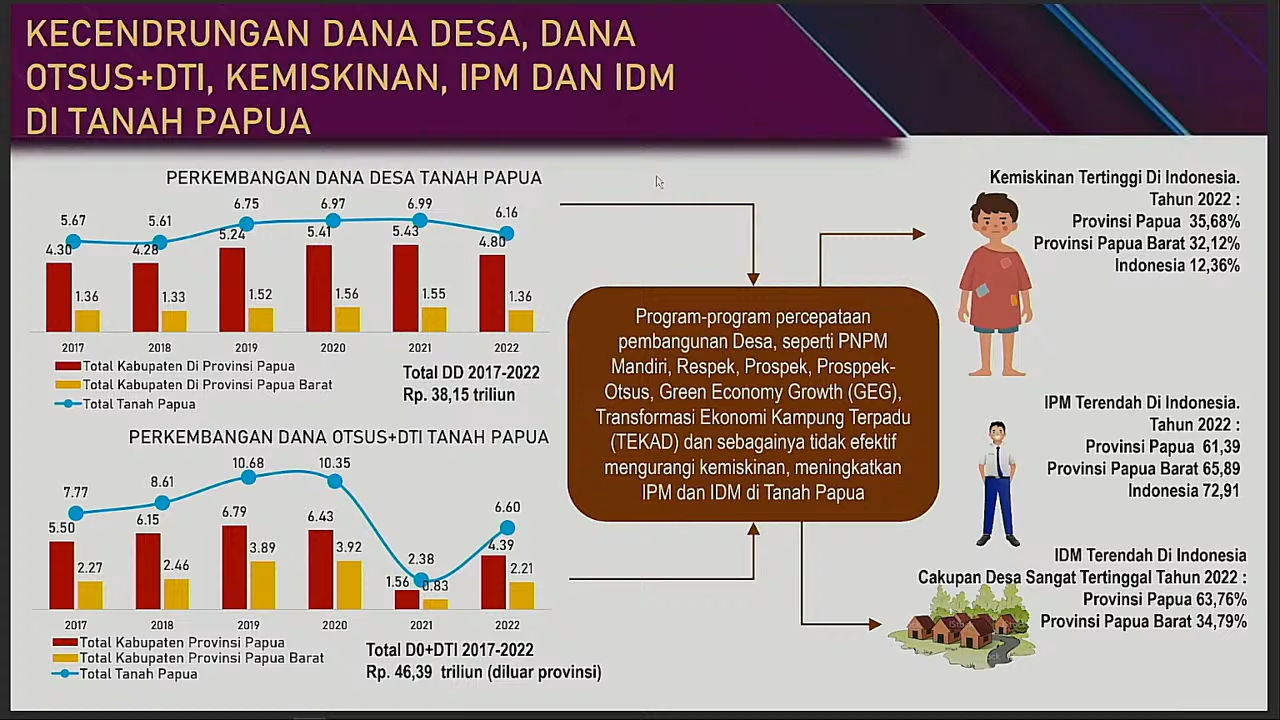 KECENDRUNGAN DANA DESA, DANA
OTSUS+DTI, KEMISKINAN, IPM DAN IDM
DI TANAH PAPUA
PERKEMBANGAN DANA DESA TANAH PAPUA
5.67 5.61 6.75 6.97 6.99 6.16
4.30 4.28 5.24 5.41 5.43 4.80
1.36 1.33 1.52 1.56 1.55 1.36
2017 2018 2019 2020 2021 2022
Total Kabupaten Di Provinsi Papua
Total Kabupaten Di Provinsi Papua Barat
Total Tanah Papua
Total DD 2017-2022
Rp. 38,15 triliun
PERKEMBANGAN DANA OTSUS+DTI TANAH PAPUA
7.77 8.61 10.68 10.35 2.38 6.60
5.50 6.15 6.79 6.43 1.56 4.39
2.27 2.46 3.89 3.92 0.83 2.21
2017 2018 2019 2020 2021 2022
Total Kabupaten Provinsi Papua
Total Kabupaten Provinsi Papua Barat
Total Tanah Papua
Total D0+DTI 2017-2022
Rp. 46,39 triliun (diluar provinsi)
Program-program percepataan
pembangunan Desa, seperti PNPM
Mandiri, Respek, Prospek, Prosppek-
Otsus, Green Economy Growth (GEG),
Transformasi Ekonomi Kampung Terpadu
(TEKAD) dan sebagainya tidak efektif
mengurangi kemiskinan, meningkatkan
IPM dan IDM di Tanah Papua
Kemiskinan Tertinggi Di Indonesia.
Tahun 2022 :
Provinsi Papua 35,68%
Provinsi Papua Barat 32,12%
Indonesia 12,36%
IPM Terendah Di Indonesia.
Tahun 2022 :
Provinsi Papua 61,39
Provinsi Papua Barat 65,89
Indonesia 72,91
IDM Terendah Di Indonesia
Cakupan Desa Sangat Tertinggal Tahun 2022 :
Provinsi Papua 63,76%
Provinsi Papua Barat 34,79%